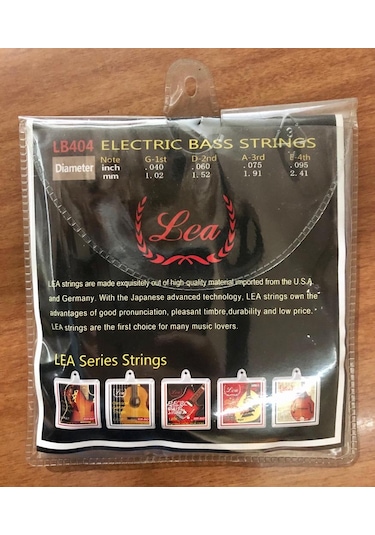 LB404 ELECTRIC BASS STRINGS
Diameter Note G-1st D-2nd A-3rd E-4th
inch .040 .060 .075 .095
mm 1.02 1.52 1.91 2.41
Lea
LEA strings are made exquisitely out of high-quality material imported from the U.S.A
and Germany. With the Japanese advanced technology, LEA strings own the
advantages of good pronunciation, pleasant timbre,durability and low price.
LEA strings are the first choice for many music lovers.
LEA Series Strings